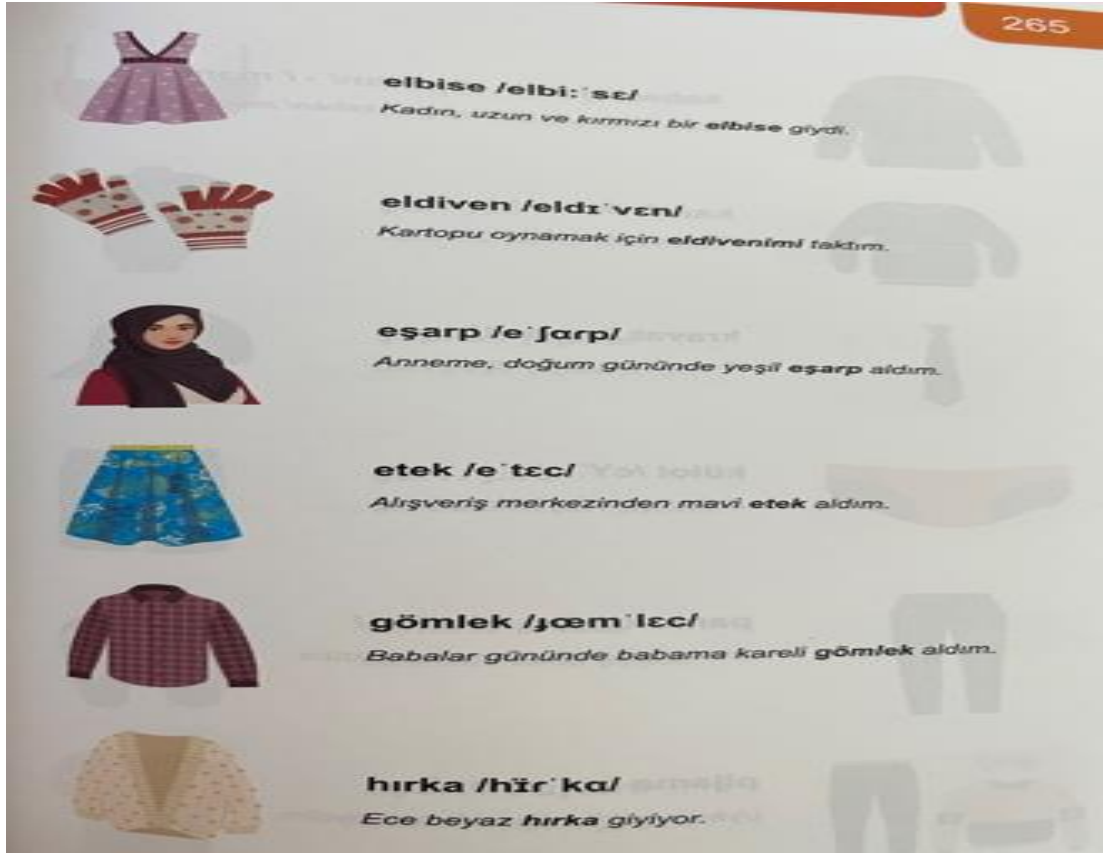 265
elbise /elbi:ˈsɛ/
Kadın, uzun ve kırmızı bir elbise giydi.
eldiven /eldɪˈvɛn/
Kartopu oynamak için eldivenimi taktım.
eşarp /eˈʃɑɾp/
Anneme, doğum gününde yeşil eşarp aldım.
etek /eˈtɛc/
Alışveriş merkezinden mavi etek aldım.
gömlek /ɟœmˈlɛc/
Babalar gününde babama kareli gömlek aldım.
hırka /hɪ̈ɾˈkɑ/
Ece beyaz hırka giyiyor.